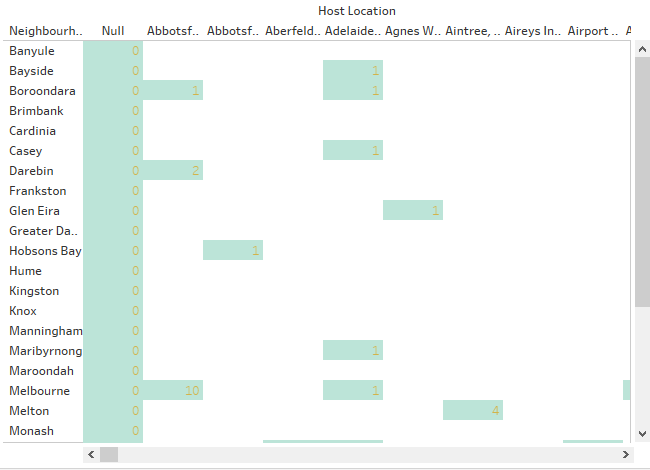 Host Location
Neighbourh.. Null Abbotsf.. Abbotsf.. Aberfeld.. Adelaide.. Agnes W.. Aintree, .. Aireys In.. Airport .. A
Banyule 0
Bayside 0 1
Boroondara 0 1 1
Brimbank 0
Cardinia 0
Casey 0 1
Darebin 0 2
Frankston 0
Glen Eira 0 1
Greater Da.. 0
Hobsons Bay 0 1
Hume 0
Kingston 0
Knox 0
Manningham 0
Maribyrnong 0 1
Maroondah 0
Melbourne 0 10 1
Melton 0 4
Monash 0